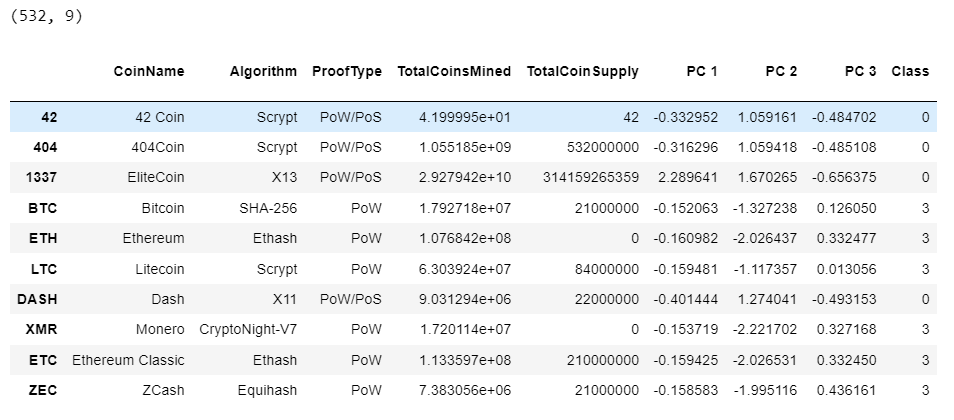 (532, 9)
CoinName Algorithm ProofType TotalCoinsMined TotalCoinSupply PC 1 PC 2 PC 3 Class
42 42 Coin Scrypt PoW/PoS 4.199995e+01 42 -0.332952 1.059161 -0.484702 0
404 404Coin Scrypt PoW/PoS 1.055185e+09 532000000 -0.316296 1.059418 -0.485108 0
1337 EliteCoin X13 PoW/PoS 2.927942e+10 314159265359 2.289641 1.670265 -0.656375 0
BTC Bitcoin SHA-256 PoW 1.792718e+07 21000000 -0.152063 -1.327238 0.126050 3
ETH Ethereum Ethash PoW 1.076842e+08 0 -0.160982 -2.026437 0.332477 3
LTC Litecoin Scrypt PoW 6.303924e+07 84000000 -0.159481 -1.117357 0.013056 3
DASH Dash X11 PoW/PoS 9.031294e+06 22000000 -0.401444 1.274041 -0.493153 0
XMR Monero CryptoNight-V7 PoW 1.720114e+07 0 -0.153719 -2.221702 0.327168 3
ETC Ethereum Classic Ethash PoW 1.133597e+08 210000000 -0.159425 -2.026531 0.332450 3
ZEC ZCash Equihash PoW 7.383056e+06 21000000 -0.158583 -1.995116 0.436161 3